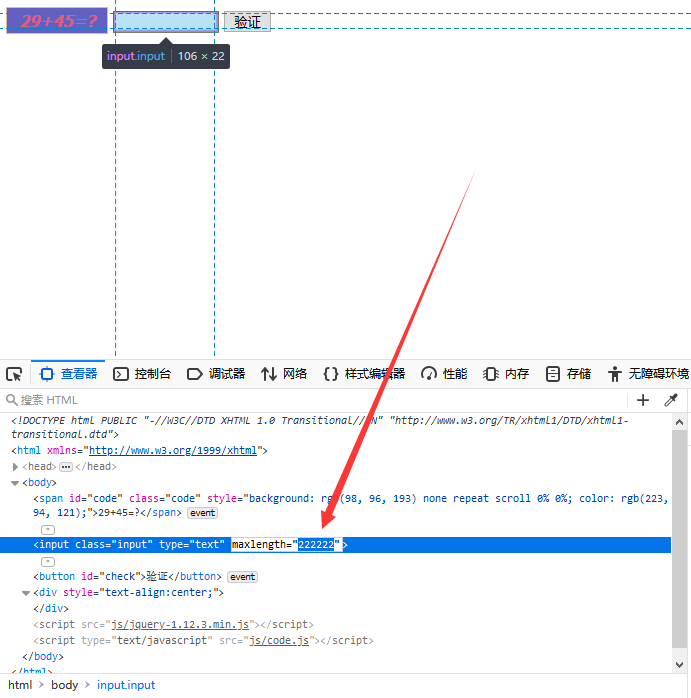 29+45=? 验证
input.input 106 × 22
查看器 控制台 调试器 网络 样式编辑器 性能 内存 存储 无障碍环境
搜索 HTML
<!DOCTYPE html PUBLIC "-//W3C//DTD XHTML 1.0 Transitional//EN" "http://www.w3.org/TR/xhtml1/DTD/xhtml1-
transitional.dtd">
<html xmlns="http://www.w3.org/1999/xhtml">
<head> </head>
<body>
<span id="code" class="code" style="background: rgb(98, 96, 193) none repeat scroll 0% 0%; color: rgb(223,
94, 121);">29+45=?</span> event
<input class="input" type="text" maxlength="222222">
<button id="check">验证</button> event
<div style="text-align:center;">
</div>
<script src="js/jquery-1.12.3.min.js"></script>
<script type="text/javascript" src="js/code.js"></script>
</body>
</html>
html > body > input.input